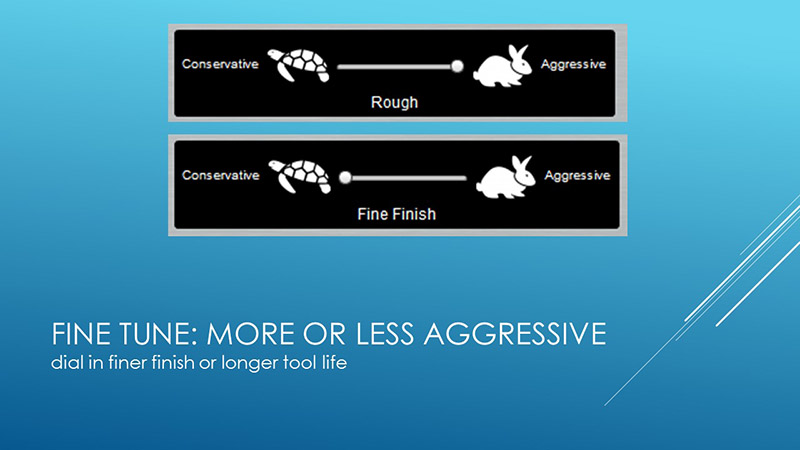 Conservative Aggressive
Rough
Conservative Aggressive
Fine Finish
FINE TUNE: MORE OR LESS AGGRESSIVE
dial in finer finish or longer tool life